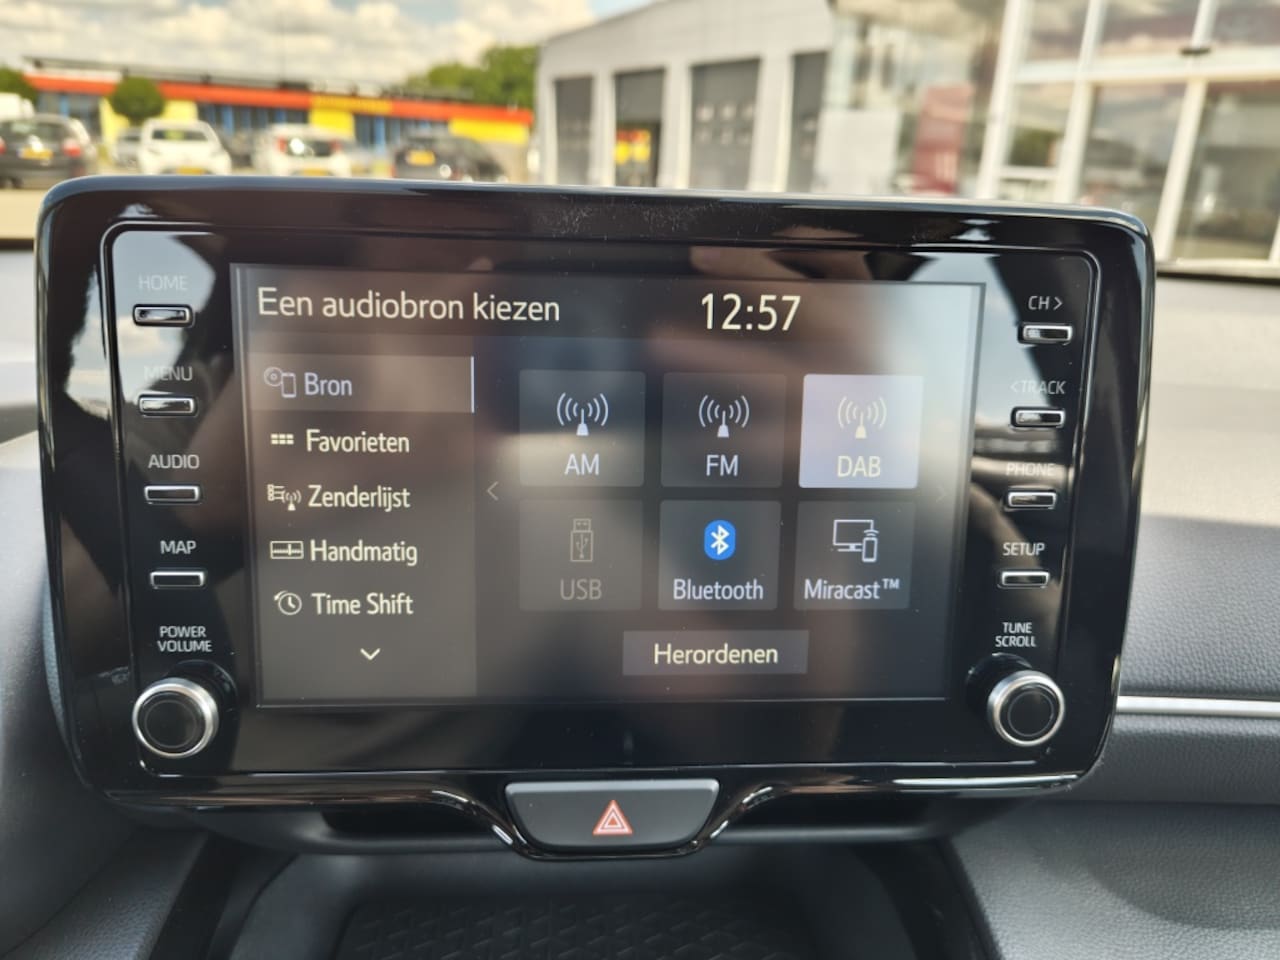 HOME
MENU
AUDIO
MAP
POWER
VOLUME
Een audiobron kiezen
12:57
Bron
Favorieten
Zenderlijst
Handmatig
Time Shift
AM
FM
DAB
USB
Bluetooth
Miracast™
Herordenen
CH >
< TRACK
PHONE
SETUP
TUNE
SCROLL